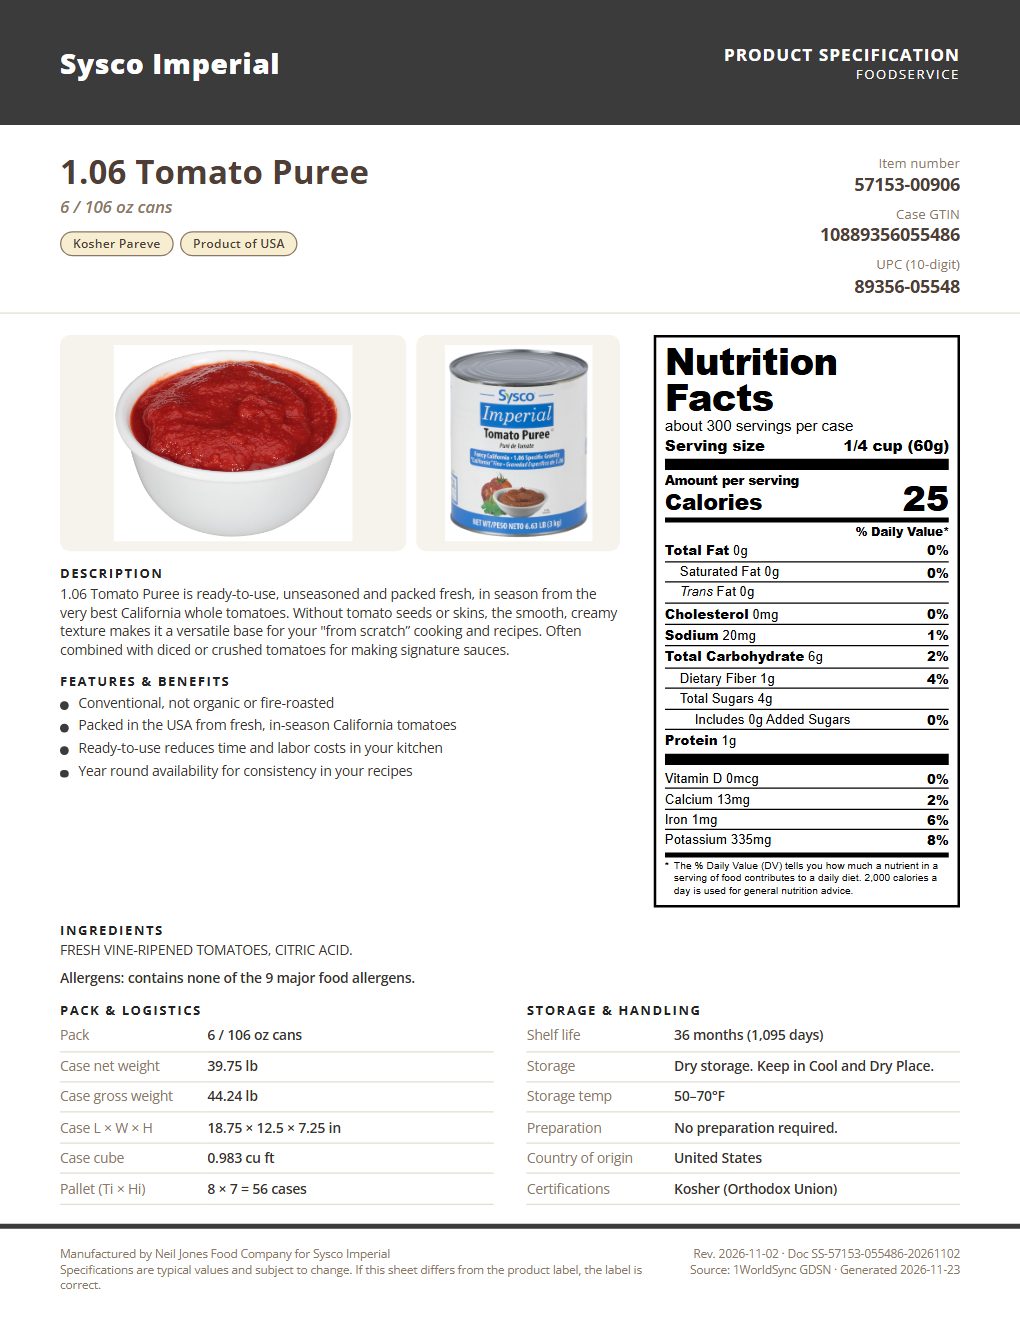 Sysco Imperial
PRODUCT SPECIFICATION
FOODSERVICE
1.06 Tomato Puree
6 / 106 oz cans
Kosher Pareve
Product of USA
Item number
57153-00906
Case GTIN
10889356055486
UPC (10-digit)
89356-05548
Sysco
Imperial
Tomato Puree
Puré de Tomate
Fancy California • 1.06 Specific Gravity
NET WT/PESO NETO 6.63 LB (3 kg)
DESCRIPTION
1.06 Tomato Puree is ready-to-use, unseasoned and packed fresh, in season from the
very best California whole tomatoes. Without tomato seeds or skins, the smooth, creamy
texture makes it a versatile base for your "from scratch” cooking and recipes. Often
combined with diced or crushed tomatoes for making signature sauces.
FEATURES & BENEFITS
Conventional, not organic or fire-roasted
Packed in the USA from fresh, in-season California tomatoes
Ready-to-use reduces time and labor costs in your kitchen
Year round availability for consistency in your recipes
Nutrition
Facts
about 300 servings per case
Serving size 1/4 cup (60g)
Amount per serving
Calories 25
% Daily Value*
Total Fat 0g 0%
Saturated Fat 0g 0%
Trans Fat 0g
Cholesterol 0mg 0%
Sodium 20mg 1%
Total Carbohydrate 6g 2%
Dietary Fiber 1g 4%
Total Sugars 4g
Includes 0g Added Sugars 0%
Protein 1g
Vitamin D 0mcg 0%
Calcium 13mg 2%
Iron 1mg 6%
Potassium 335mg 8%
* The % Daily Value (DV) tells you how much a nutrient in a
serving of food contributes to a daily diet. 2,000 calories a
day is used for general nutrition advice.
INGREDIENTS
FRESH VINE-RIPENED TOMATOES, CITRIC ACID.
Allergens: contains none of the 9 major food allergens.
PACK & LOGISTICS
Pack 6 / 106 oz cans
Case net weight 39.75 lb
Case gross weight 44.24 lb
Case L × W × H 18.75 × 12.5 × 7.25 in
Case cube 0.983 cu ft
Pallet (Ti × Hi) 8 × 7 = 56 cases
STORAGE & HANDLING
Shelf life 36 months (1,095 days)
Storage Dry storage. Keep in Cool and Dry Place.
Storage temp 50–70°F
Preparation No preparation required.
Country of origin United States
Certifications Kosher (Orthodox Union)
Manufactured by Neil Jones Food Company for Sysco Imperial
Specifications are typical values and subject to change. If this sheet differs from the product label, the label is
correct.
Rev. 2026-11-02 · Doc SS-57153-055486-20261102
Source: 1WorldSync GDSN · Generated 2026-11-23